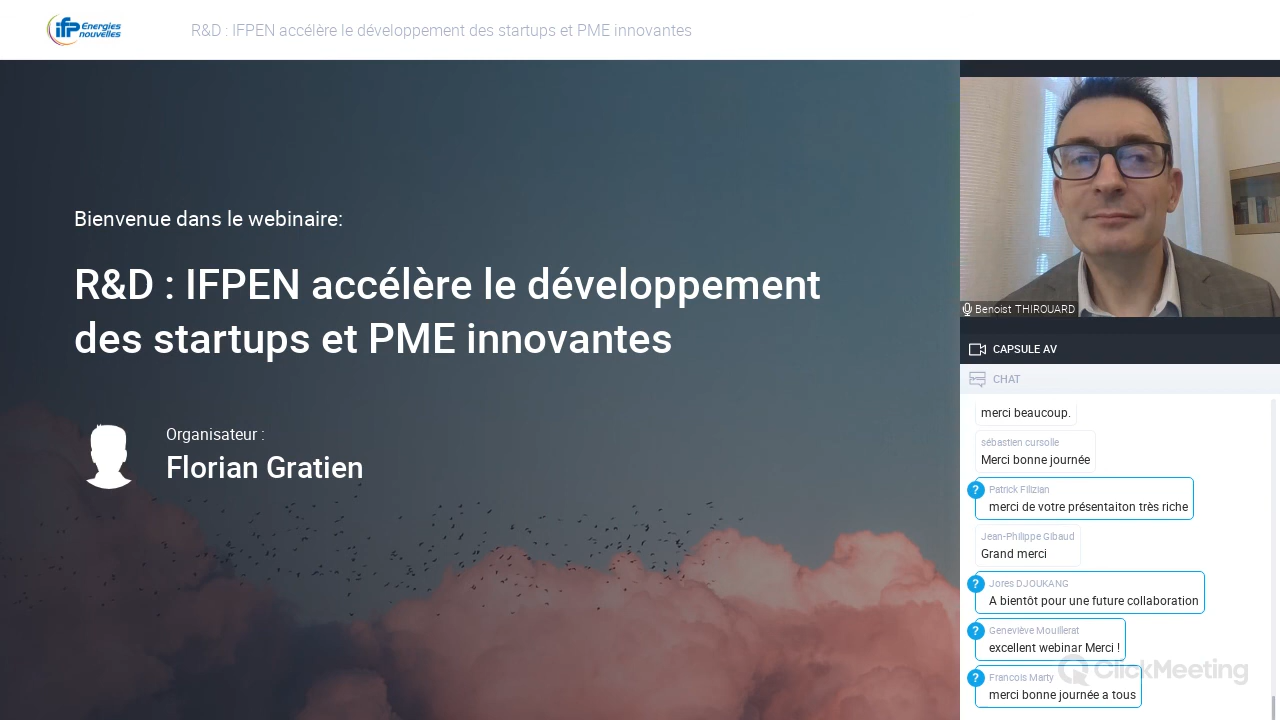 ifp Energies
nouvelles
R&D : IFPEN accélère le développement des startups et PME innovantes
Bienvenue dans le webinaire:
R&D : IFPEN accélère le développement
des startups et PME innovantes
Organisateur :
Florian Gratien
Benoist THIROUARD
CAPSULE AV
CHAT
merci beaucoup.
sébastien cursolle
Merci bonne journée
?
Patrick Filizian
merci de votre présentaiton très riche
Jean-Philippe Gibaud
Grand merci
?
Jores DJOUKANG
A bientôt pour une future collaboration
?
Geneviève Mouillerat
excellent webinar Merci !
?
Francois Marty
merci bonne journée a tous
ClickMeeting